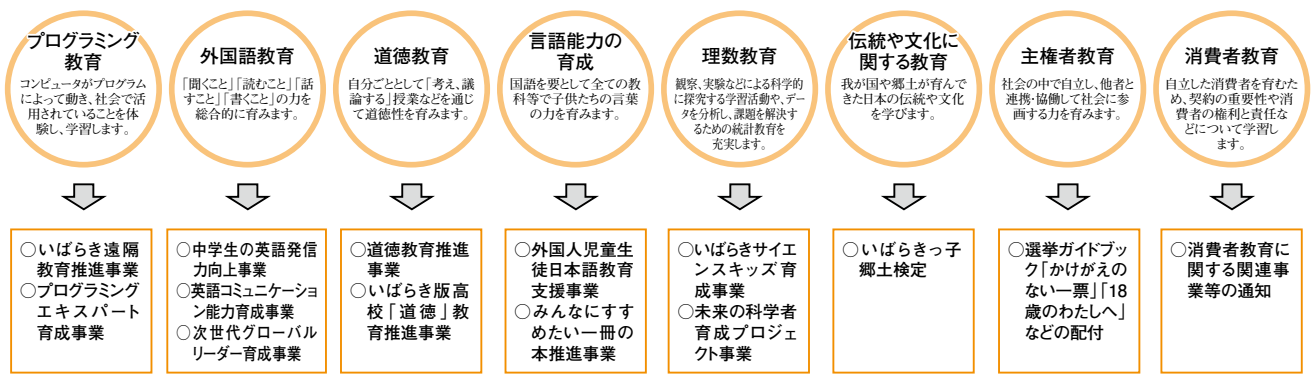 プログラミング
教育
コンピュータがプログラム
によって動き、社会で活
用されていることを体
験し、学習します。
外国語教育
「聞くこと」「読むこと」「話
すこと」「書くこと」の力を
総合的に育みます。
道徳教育
自分ごととして「考え、議
論する」授業などを通じ
て道徳性を育みます。
言語能力の
育成
国語を要として全ての教
科等で子供たちの言葉
の力を育みます。
理数教育
観察、実験などによる科学的
に探究する学習活動や、デー
タを分析し、課題を解決す
るための統計教育を
充実します。
伝統や文化に
関する教育
我が国や郷土が育んで
きた日本の伝統や文化
を学びます。
主権者教育
社会の中で自立し、他者と
連携・協働して社会に参
画する力を育みます。
消費者教育
自立した消費者を育むた
め、契約の重要性や消
費者の権利と責任な
どについて学習し
ます。
○いばらき遠隔
教育推進事業
○プログラミング
エキスパート
育成事業
○中学生の英語発信
力向上事業
○英語コミュニケーショ
ン能力育成事業
○次世代グローバル
リーダー育成事業
○道徳教育推進
事業
○いばらき版高
校「道徳」教
育推進事業
○外国人児童生
徒日本語教育
支援事業
○みんなにすす
めたい一冊の
本推進事業
○いばらきサイエ
ンスキッズ育
成事業
○未来の科学者
育成プロジェ
クト事業
○いばらきっ子
郷土検定
○選挙ガイドブッ
ク「かけがえの
ない一票」「18
歳のわたしへ」
などの配付
○消費者教育に
関する関連事
業等の通知